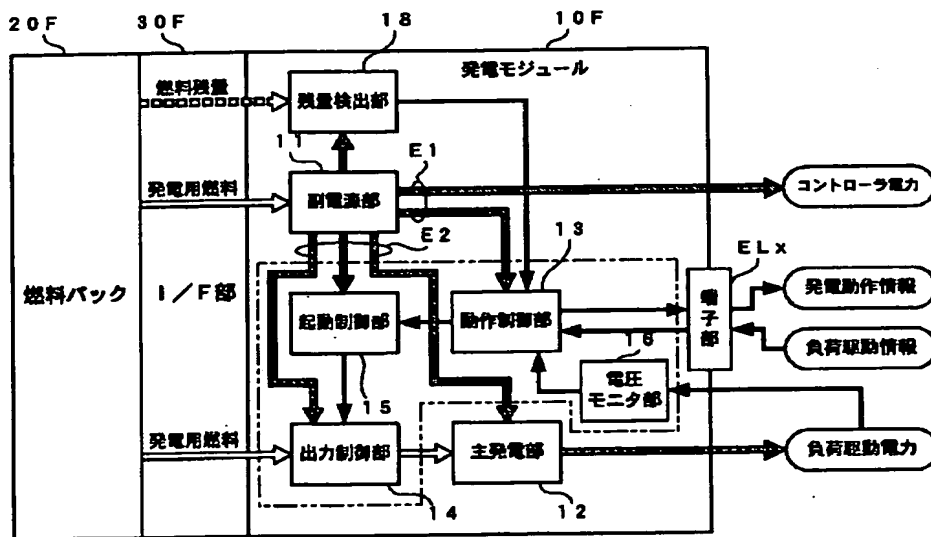 20F
30F
18
10F
発電モジュール
燃料残量
残量検出部
11
E1
発電用燃料
副電源部
コントローラ電力
E2
13
ELx
燃料パック
I/F部
起動制御部
動作制御部
端子部
発電動作情報
負荷駆動情報
16
電圧
モニタ部
15
発電用燃料
出力制御部
主発電部
負荷駆動電力
14
12